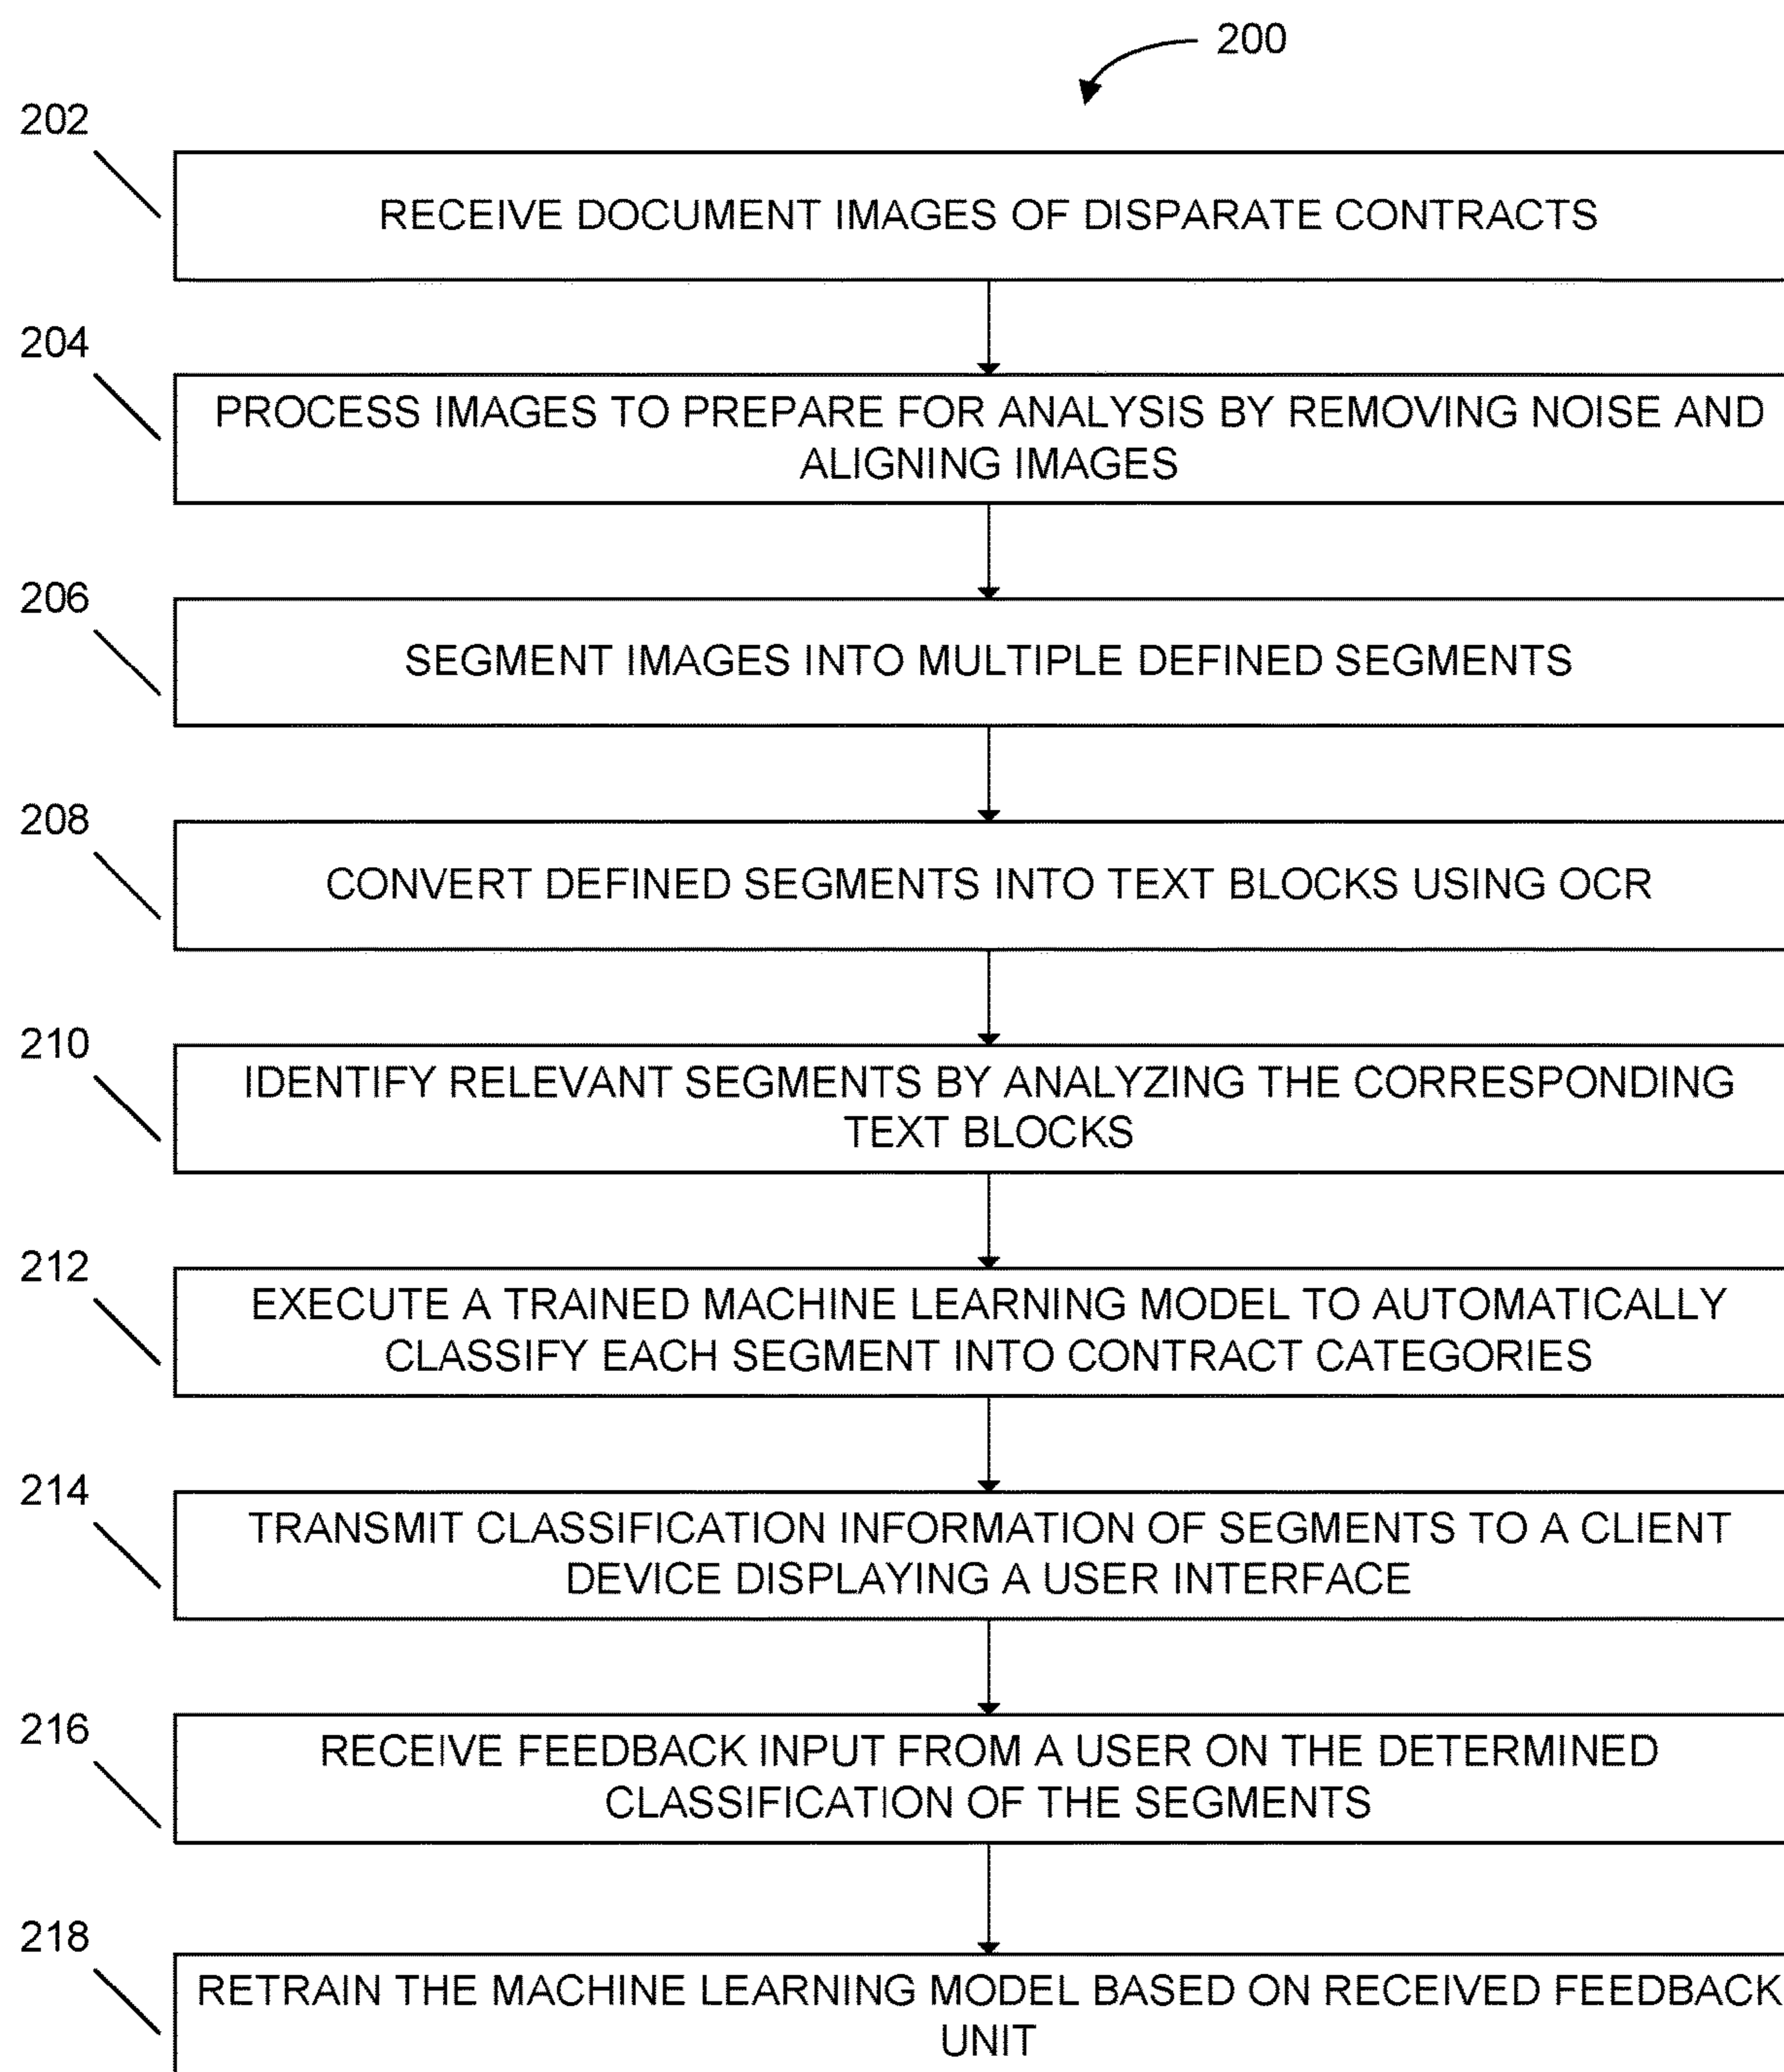 200
202
RECEIVE DOCUMENT IMAGES OF DISPARATE CONTRACTS
204
PROCESS IMAGES TO PREPARE FOR ANALYSIS BY REMOVING NOISE AND
ALIGNING IMAGES
206
SEGMENT IMAGES INTO MULTIPLE DEFINED SEGMENTS
208
CONVERT DEFINED SEGMENTS INTO TEXT BLOCKS USING OCR
210
IDENTIFY RELEVANT SEGMENTS BY ANALYZING THE CORRESPONDING
TEXT BLOCKS
212
EXECUTE A TRAINED MACHINE LEARNING MODEL TO AUTOMATICALLY
CLASSIFY EACH SEGMENT INTO CONTRACT CATEGORIES
214
TRANSMIT CLASSIFICATION INFORMATION OF SEGMENTS TO A CLIENT
DEVICE DISPLAYING A USER INTERFACE
216
RECEIVE FEEDBACK INPUT FROM A USER ON THE DETERMINED
CLASSIFICATION OF THE SEGMENTS
218
RETRAIN THE MACHINE LEARNING MODEL BASED ON RECEIVED FEEDBACK
UNIT